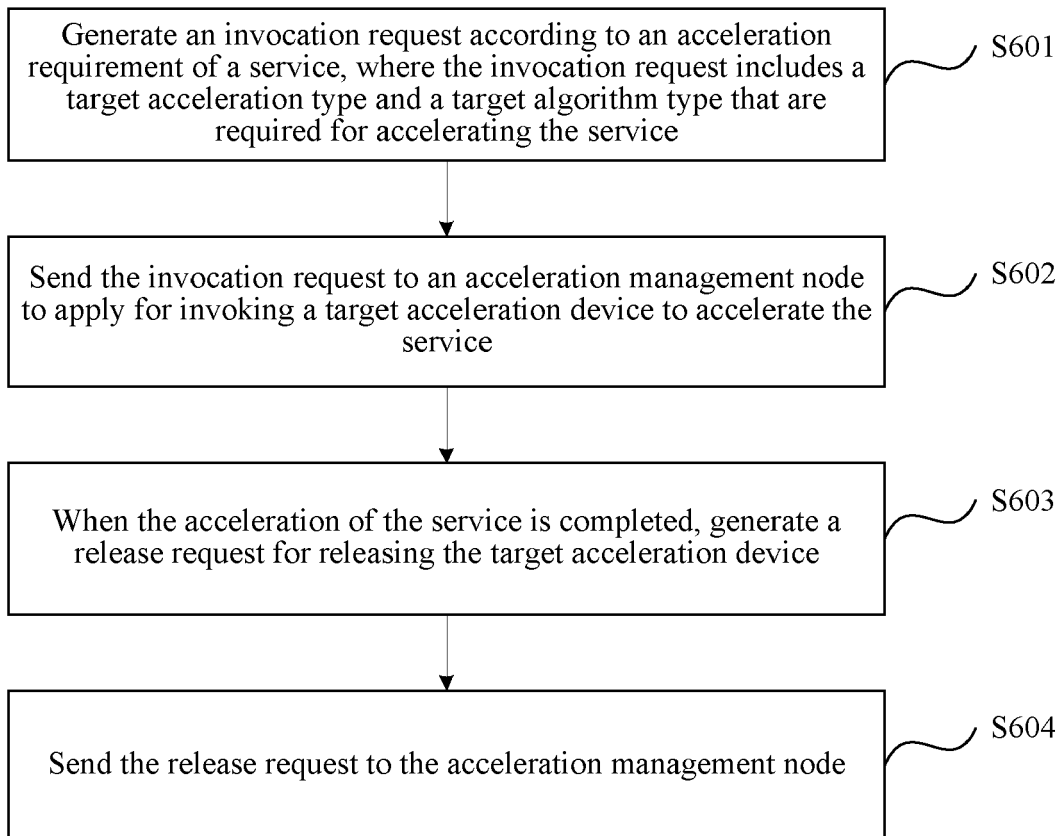 Generate an invocation request according to an acceleration
requirement of a service, where the invocation request includes a
target acceleration type and a target algorithm type that are
required for accelerating the service
S601
Send the invocation request to an acceleration management node
to apply for invoking a target acceleration device to accelerate the
service
S602
When the acceleration of the service is completed, generate a
release request for releasing the target acceleration device
S603
Send the release request to the acceleration management node
S604